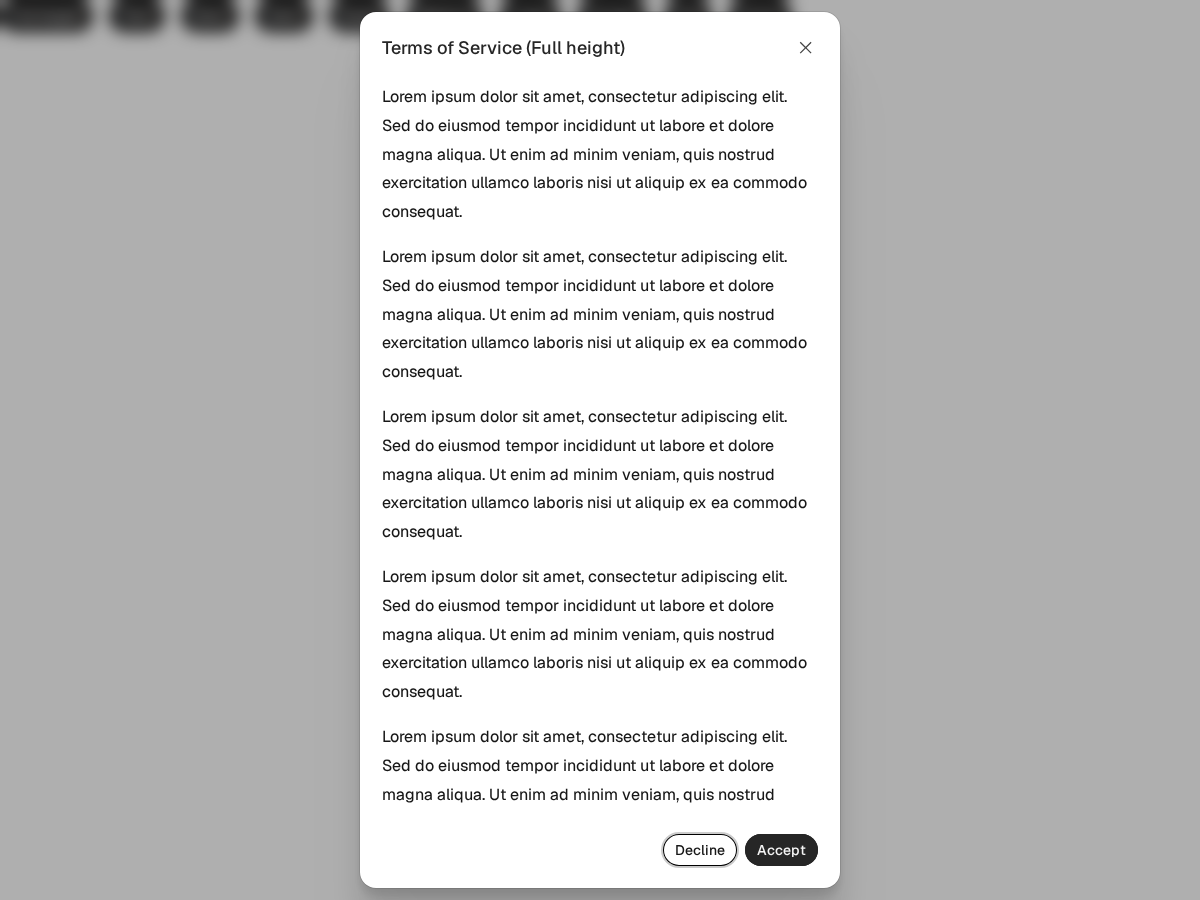 Terms of Service (Full height)
Lorem ipsum dolor sit amet, consectetur adipiscing elit.
Sed do eiusmod tempor incididunt ut labore et dolore
magna aliqua. Ut enim ad minim veniam, quis nostrud
exercitation ullamco laboris nisi ut aliquip ex ea commodo
consequat.
Lorem ipsum dolor sit amet, consectetur adipiscing elit.
Sed do eiusmod tempor incididunt ut labore et dolore
magna aliqua. Ut enim ad minim veniam, quis nostrud
exercitation ullamco laboris nisi ut aliquip ex ea commodo
consequat.
Lorem ipsum dolor sit amet, consectetur adipiscing elit.
Sed do eiusmod tempor incididunt ut labore et dolore
magna aliqua. Ut enim ad minim veniam, quis nostrud
exercitation ullamco laboris nisi ut aliquip ex ea commodo
consequat.
Lorem ipsum dolor sit amet, consectetur adipiscing elit.
Sed do eiusmod tempor incididunt ut labore et dolore
magna aliqua. Ut enim ad minim veniam, quis nostrud
exercitation ullamco laboris nisi ut aliquip ex ea commodo
consequat.
Lorem ipsum dolor sit amet, consectetur adipiscing elit.
Sed do eiusmod tempor incididunt ut labore et dolore
magna aliqua. Ut enim ad minim veniam, quis nostrud
Decline
Accept